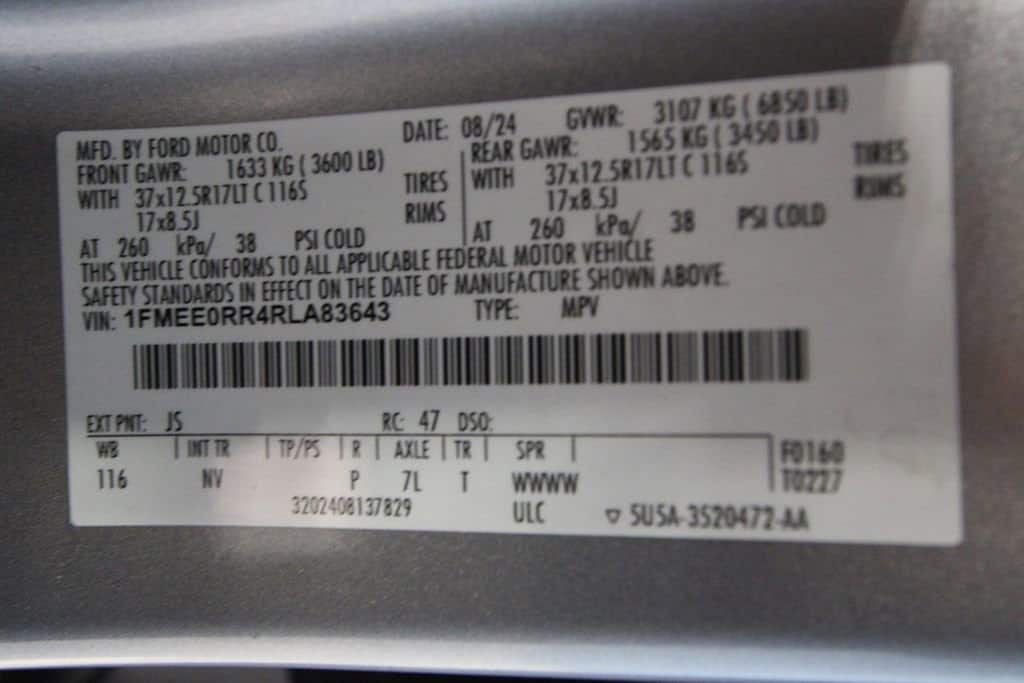 MFD. BY FORD MOTOR CO. DATE: 08/24 GVWR: 3107 KG ( 6850 LB)
FRONT GAWR: 1633 KG ( 3600 LB) REAR GAWR: 1565 KG ( 3450 LB)
WITH 37x12.5R17LT C 116S TIRES WITH 37x12.5R17LT C 116S TIRES
17x8.5J RIMS 17x8.5J RIMS
AT 260 kPa/ 38 PSI COLD AT 260 kPa/ 38 PSI COLD
THIS VEHICLE CONFORMS TO ALL APPLICABLE FEDERAL MOTOR VEHICLE
SAFETY STANDARDS IN EFFECT ON THE DATE OF MANUFACTURE SHOWN ABOVE.
VIN: 1FMEE0RR4RLA83643 TYPE: MPV
EXT PNT: JS RC: 47 DSO:
WB INT TR TP/PS R AXLE TR SPR F0160
116 NV P 7L T WWWW T0227
3202408137829 ULC ▽ 5U5A-3520472-AA